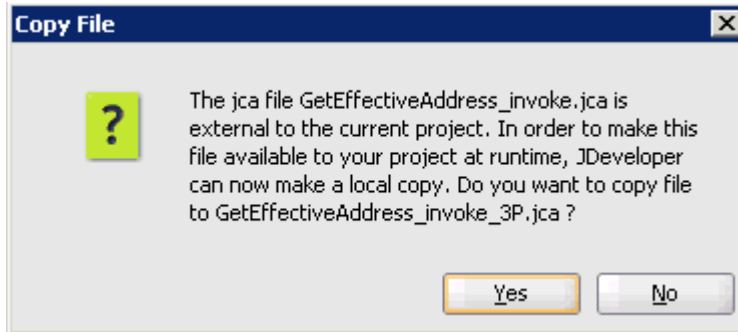 Copy File
?
The jca file GetEffectiveAddress_invoke.jca is
external to the current project. In order to make this
file available to your project at runtime, JDeveloper
can now make a local copy. Do you want to copy file
to GetEffectiveAddress_invoke_3P.jca ?
Yes No